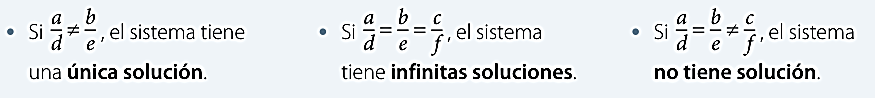 • Si a/d ≠ b/e, el sistema tiene
una única solución.
• Si a/d = b/e = c/f, el sistema
tiene infinitas soluciones.
• Si a/d = b/e ≠ c/f, el sistema
no tiene solución.